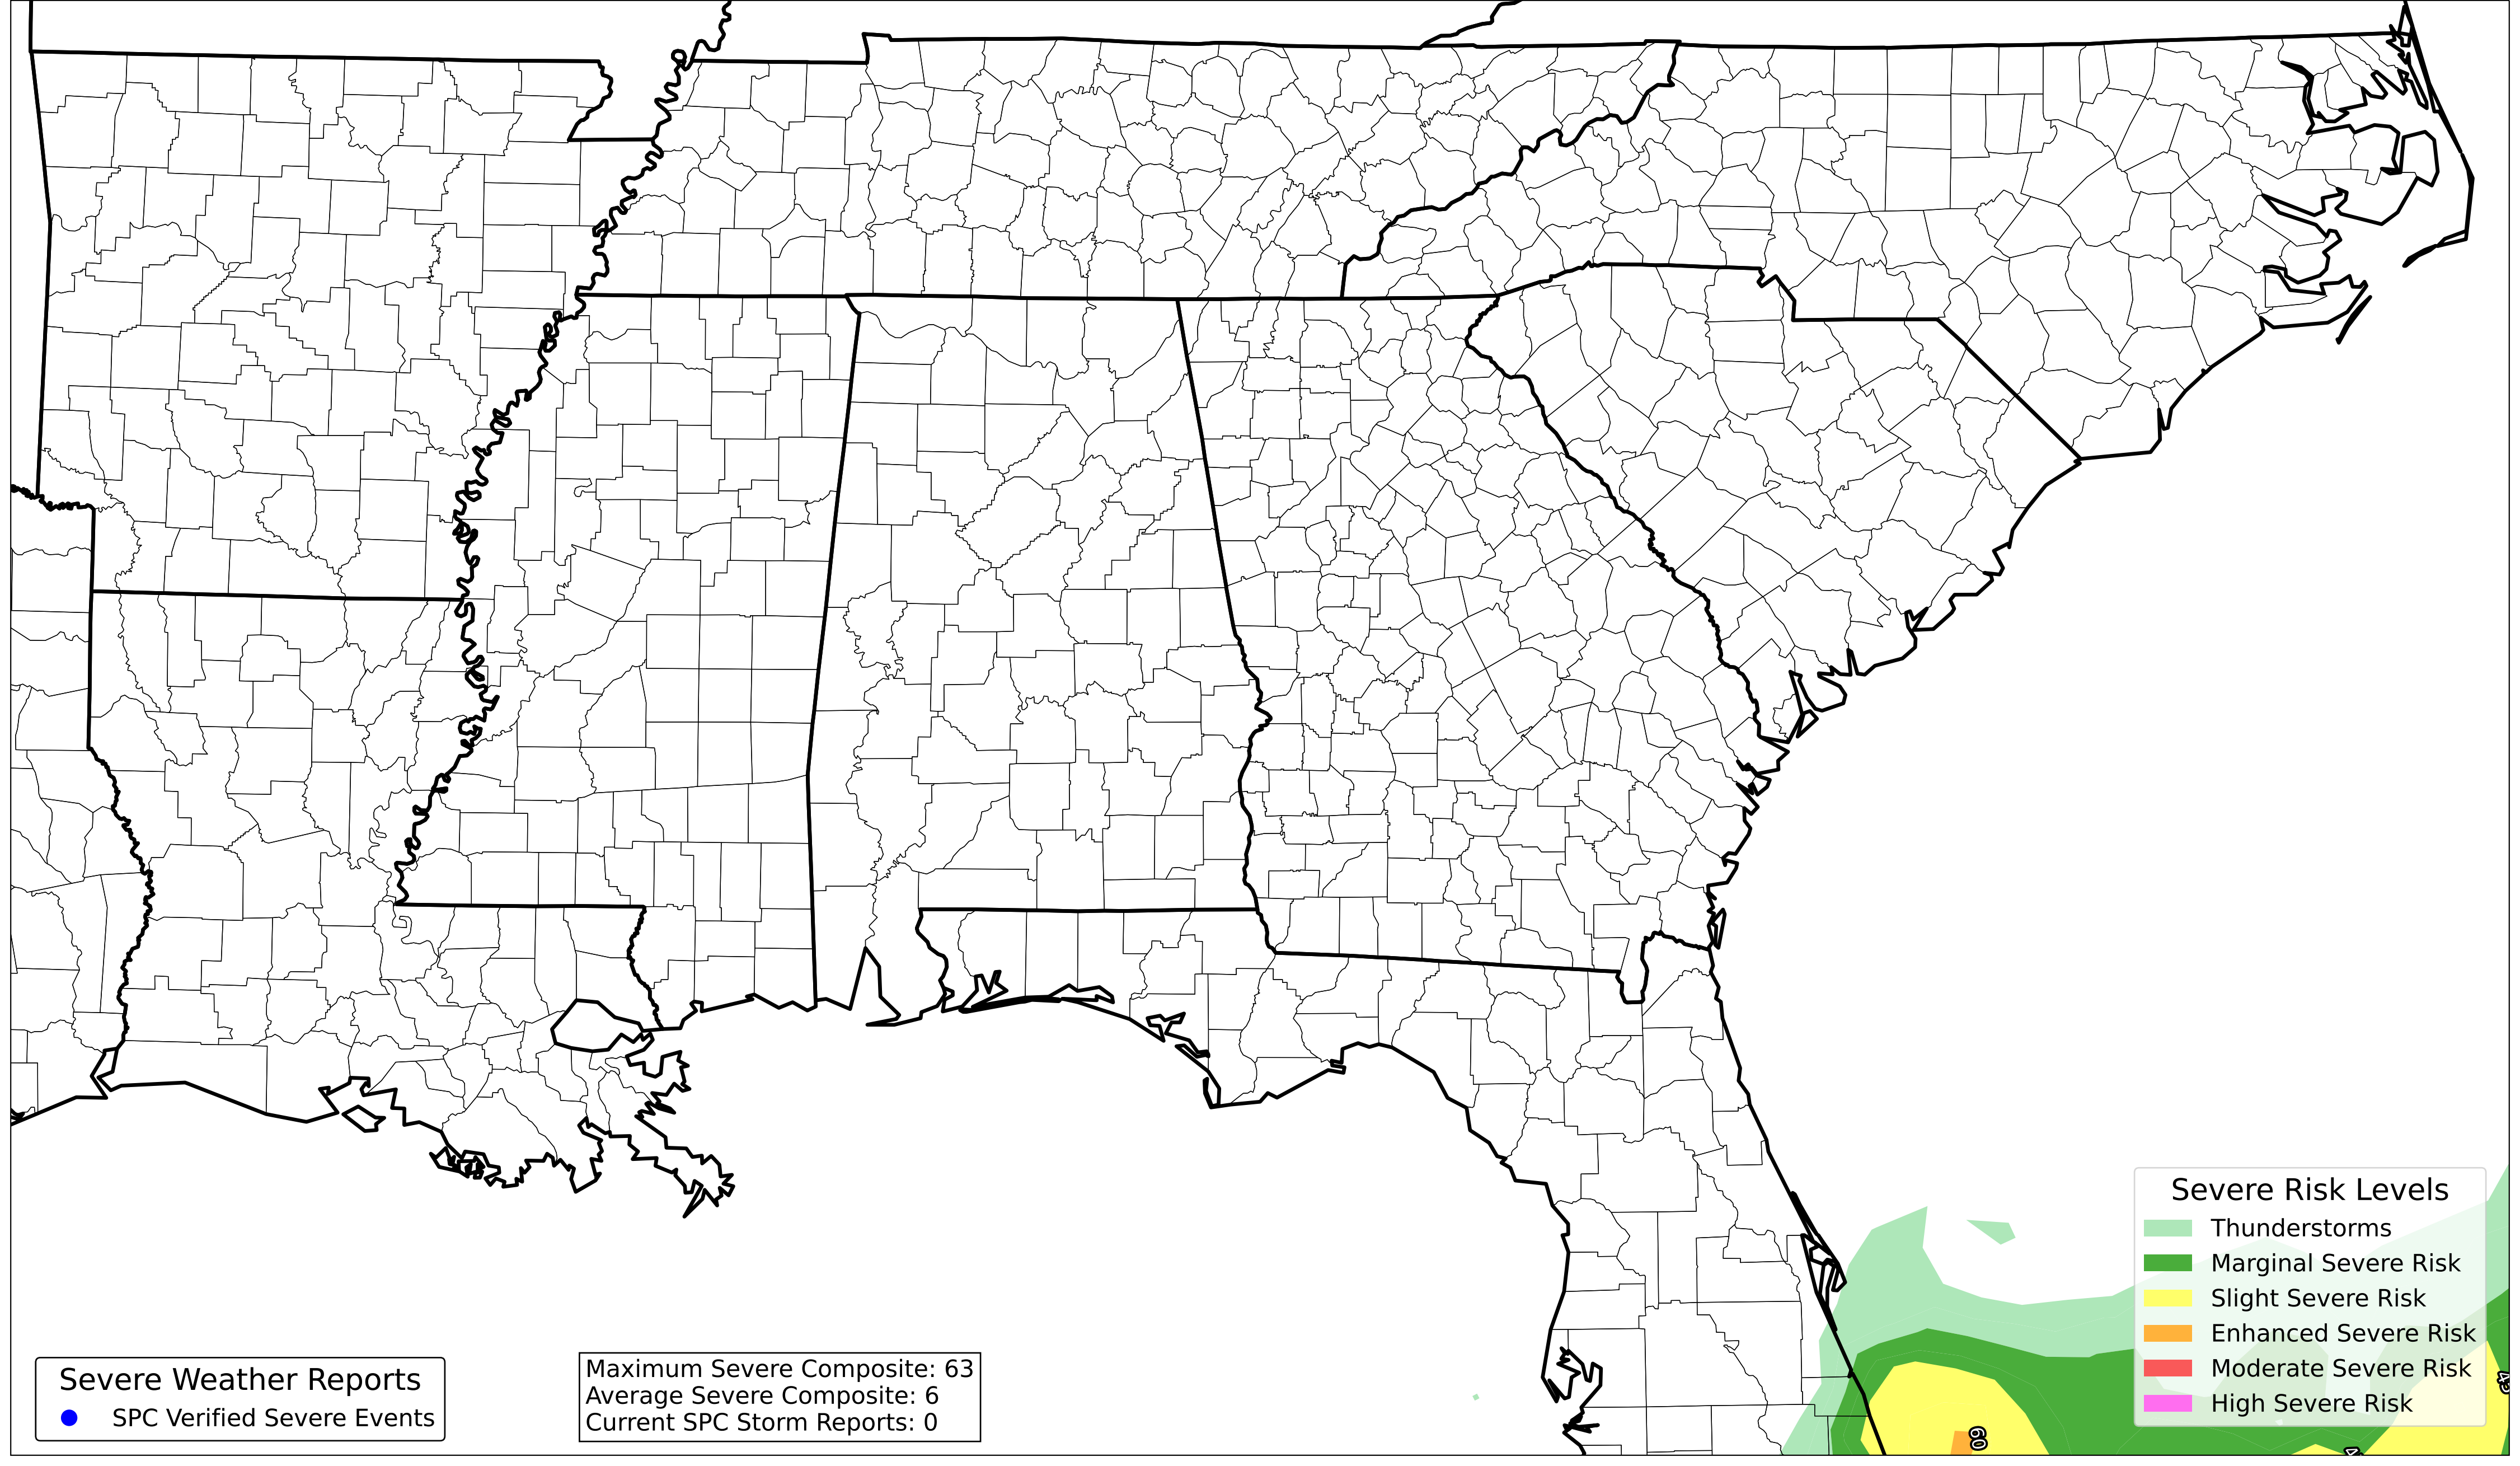 Severe Risk Levels
Thunderstorms
Marginal Severe Risk
Slight Severe Risk
Enhanced Severe Risk
Moderate Severe Risk
High Severe Risk
Severe Weather Reports
SPC Verified Severe Events
Maximum Severe Composite: 63
Average Severe Composite: 6
Current SPC Storm Reports: 0
60